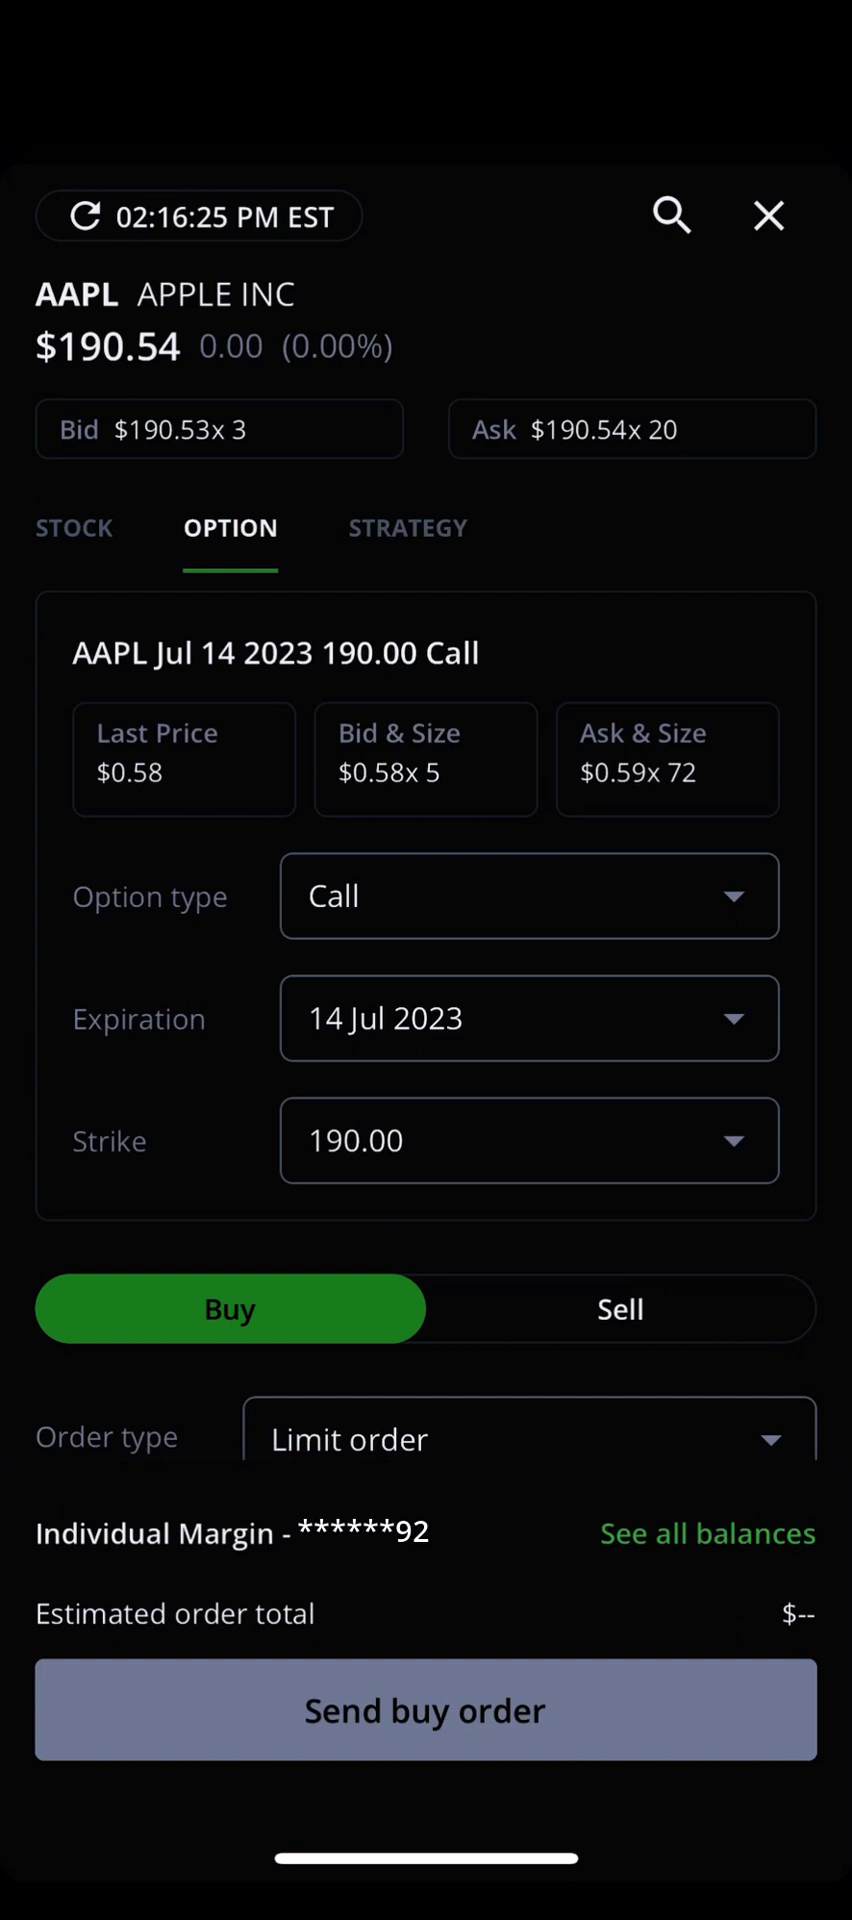 02:16:25 PM EST
AAPL APPLE INC
$190.54 0.00 (0.00%)
Bid $190.53x 3 Ask $190.54x 20
STOCK OPTION STRATEGY
AAPL Jul 14 2023 190.00 Call
Last Price Bid & Size Ask & Size
$0.58 $0.58x 5 $0.59x 72
Option type Call
Expiration 14 Jul 2023
Strike 190.00
Buy Sell
Order type Limit order
Individual Margin - ******92 See all balances
Estimated order total $--
Send buy order